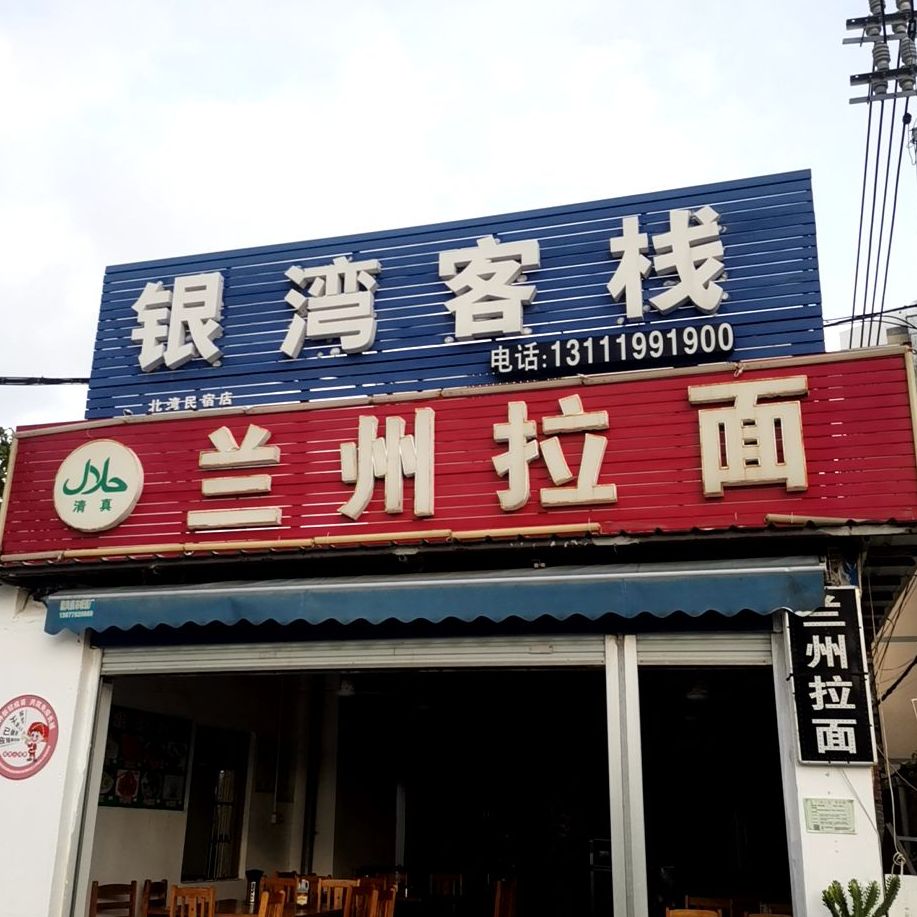 银湾客栈
电话:13111991900
北湾民宿店
حلال
清真
兰州拉面
兰州拉面